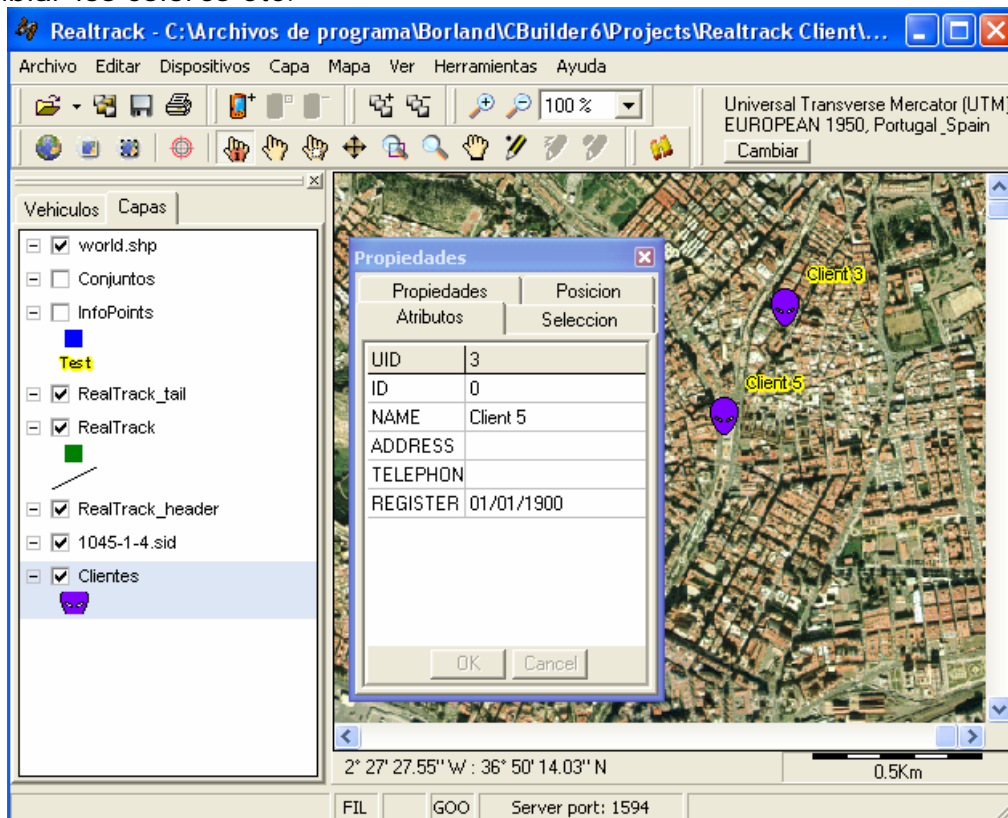 Realtrack - C:\Archivos de programa\Borland\CBuilder6\Projects\Realtrack Client\...
Archivo Editar Dispositivos Capa Mapa Ver Herramientas Ayuda
100 %
Universal Transverse Mercator (UTM)
EUROPEAN 1950, Portugal_Spain
Cambiar
Vehiculos Capas
world.shp
Conjuntos
InfoPoints
Test
RealTrack_tail
RealTrack
RealTrack_header
1045-1-4.sid
Clientes
Propiedades
Propiedades Posicion
Atributos Seleccion
UID 3
ID 0
NAME Client 5
ADDRESS
TELEPHON
REGISTER 01/01/1900
OK Cancel
Client 3
Client 5
2° 27' 27.55'' W : 36° 50' 14.03'' N
0.5Km
FIL GOO Server port: 1594